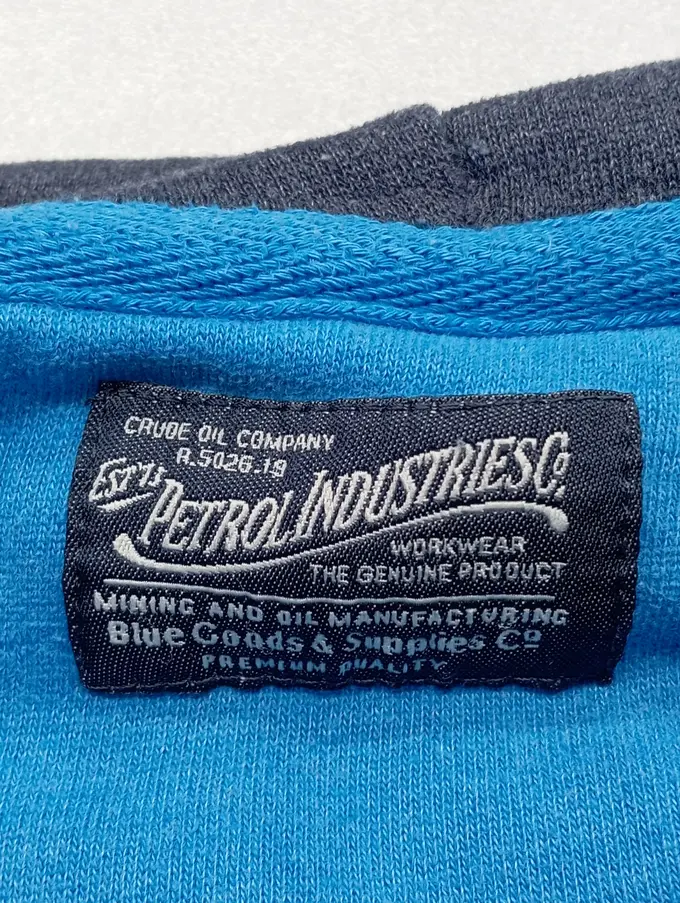 CRUDE OIL COMPANY
R.5026.19
EST'D PETROL INDUSTRIES Co.
WORKWEAR
THE GENUINE PRODUCT
MINING AND OIL MANUFACTURING
Blue Goods & Supplies Co
PREMIUM QUALITY